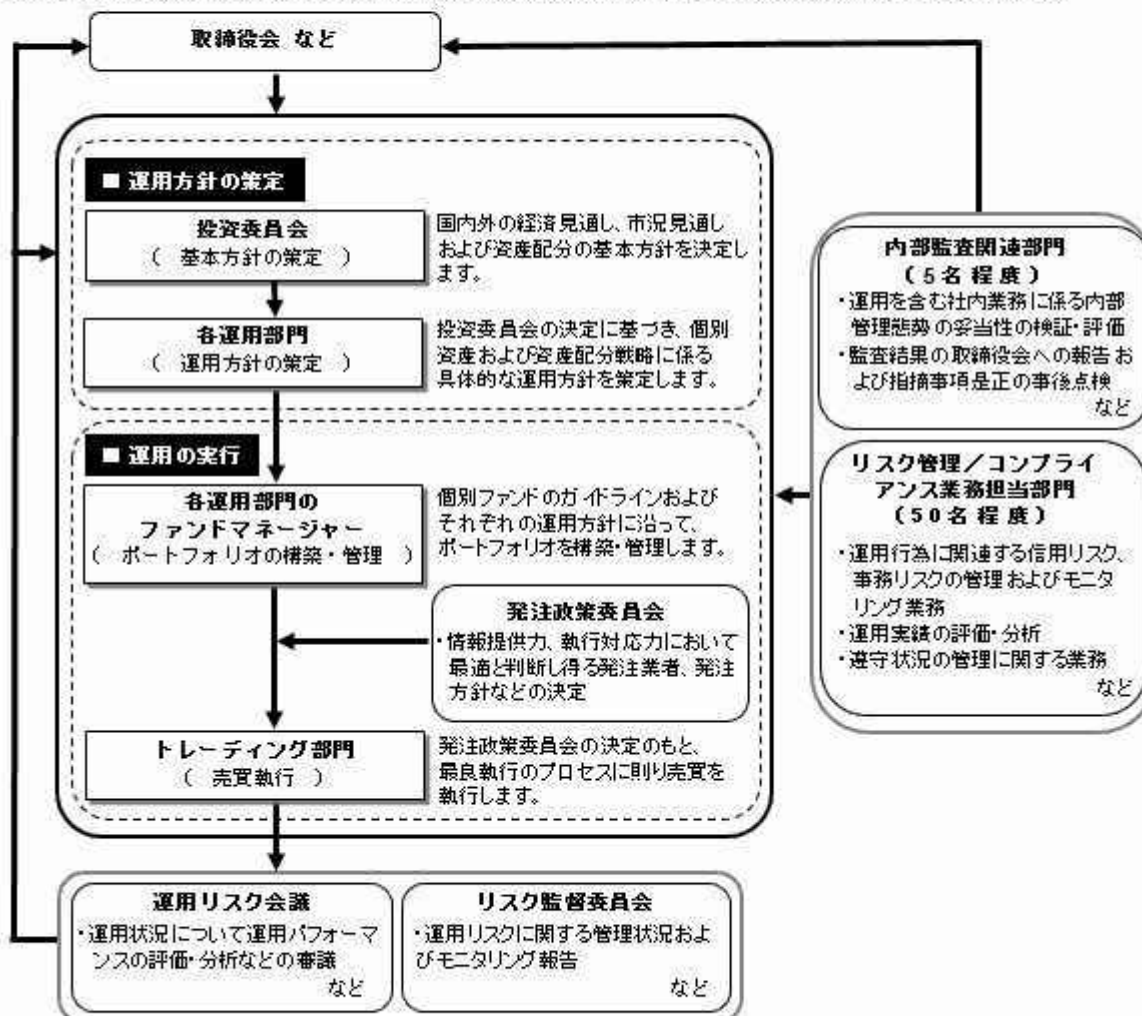 取締役会 など
■ 運用方針の策定
投資委員会
（ 基本方針の策定 ）
国内外の経済見通し、市況見通し
および資産配分の基本方針を決定し
ます。
各運用部門
（ 運用方針の策定 ）
投資委員会の決定に基づき、個別
資産および資産配分戦略に係る
具体的な運用方針を策定します。
■ 運用の実行
各運用部門の
ファンドマネージャー
（ ポートフォリオの構築・管理 ）
個別ファンドのガイドラインおよび
それぞれの運用方針に沿って、
ポートフォリオを構築・管理します。
発注政策委員会
・情報提供力、執行対応力において
最適と判断し得る発注業者、発注
方針などの決定
トレーディング部門
（ 売買執行 ）
発注政策委員会の決定のもと、
最良執行のプロセスに則り売買を
執行します。
内部監査関連部門
（5名程度）
・運用を含む社内業務に係る内部
管理態勢の妥当性の検証・評価
・監査結果の取締役会への報告お
よび指摘事項是正の事後点検
など
リスク管理／コンプライ
アンス業務担当部門
（50名程度）
・運用行為に関連する信用リスク、
事務リスクの管理およびモニタ
リング業務
・運用実績の評価・分析
・遵守状況の管理に関する業務
など
運用リスク会議
・運用状況について運用パフォーマ
ンスの評価・分析などの審議
など
リスク監督委員会
・運用リスクに関する管理状況およ
びモニタリング報告
など